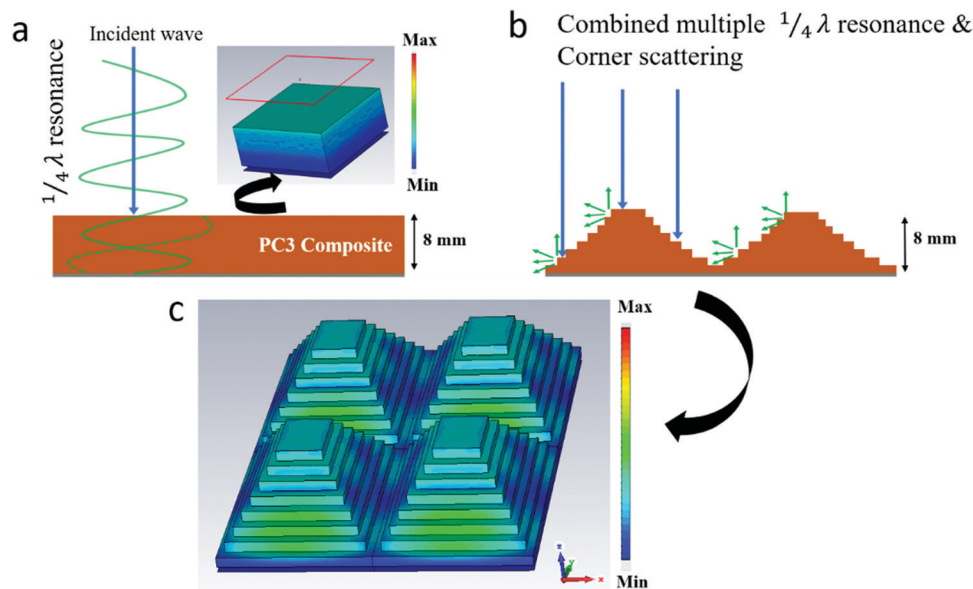 a
Incident wave
Max
1/4 λ resonance
Min
PC3 Composite
8 mm
b
Combined multiple 1/4 λ resonance &
Corner scattering
8 mm
c
Max
Min
z
y
x